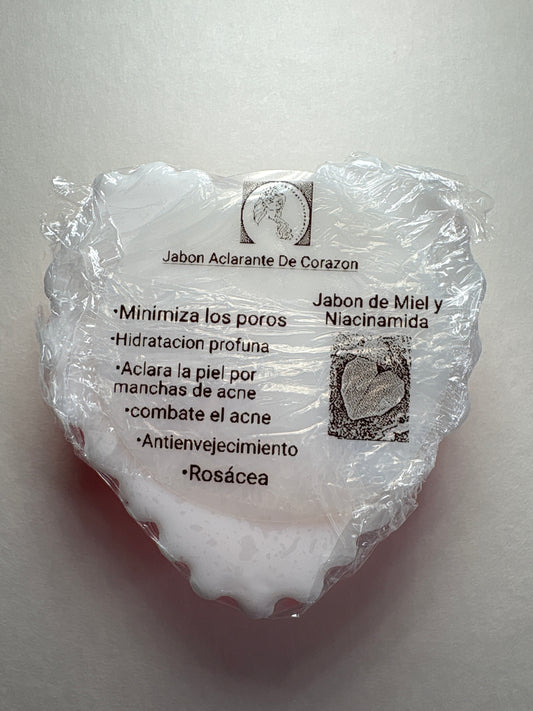 Jabon Aclarante De Corazon
Jabon de Miel y
Niacinamida
•Minimiza los poros
•Hidratacion profuna
•Aclara la piel por
manchas de acne
•combate el acne
•Antienvejecimiento
•Rosácea